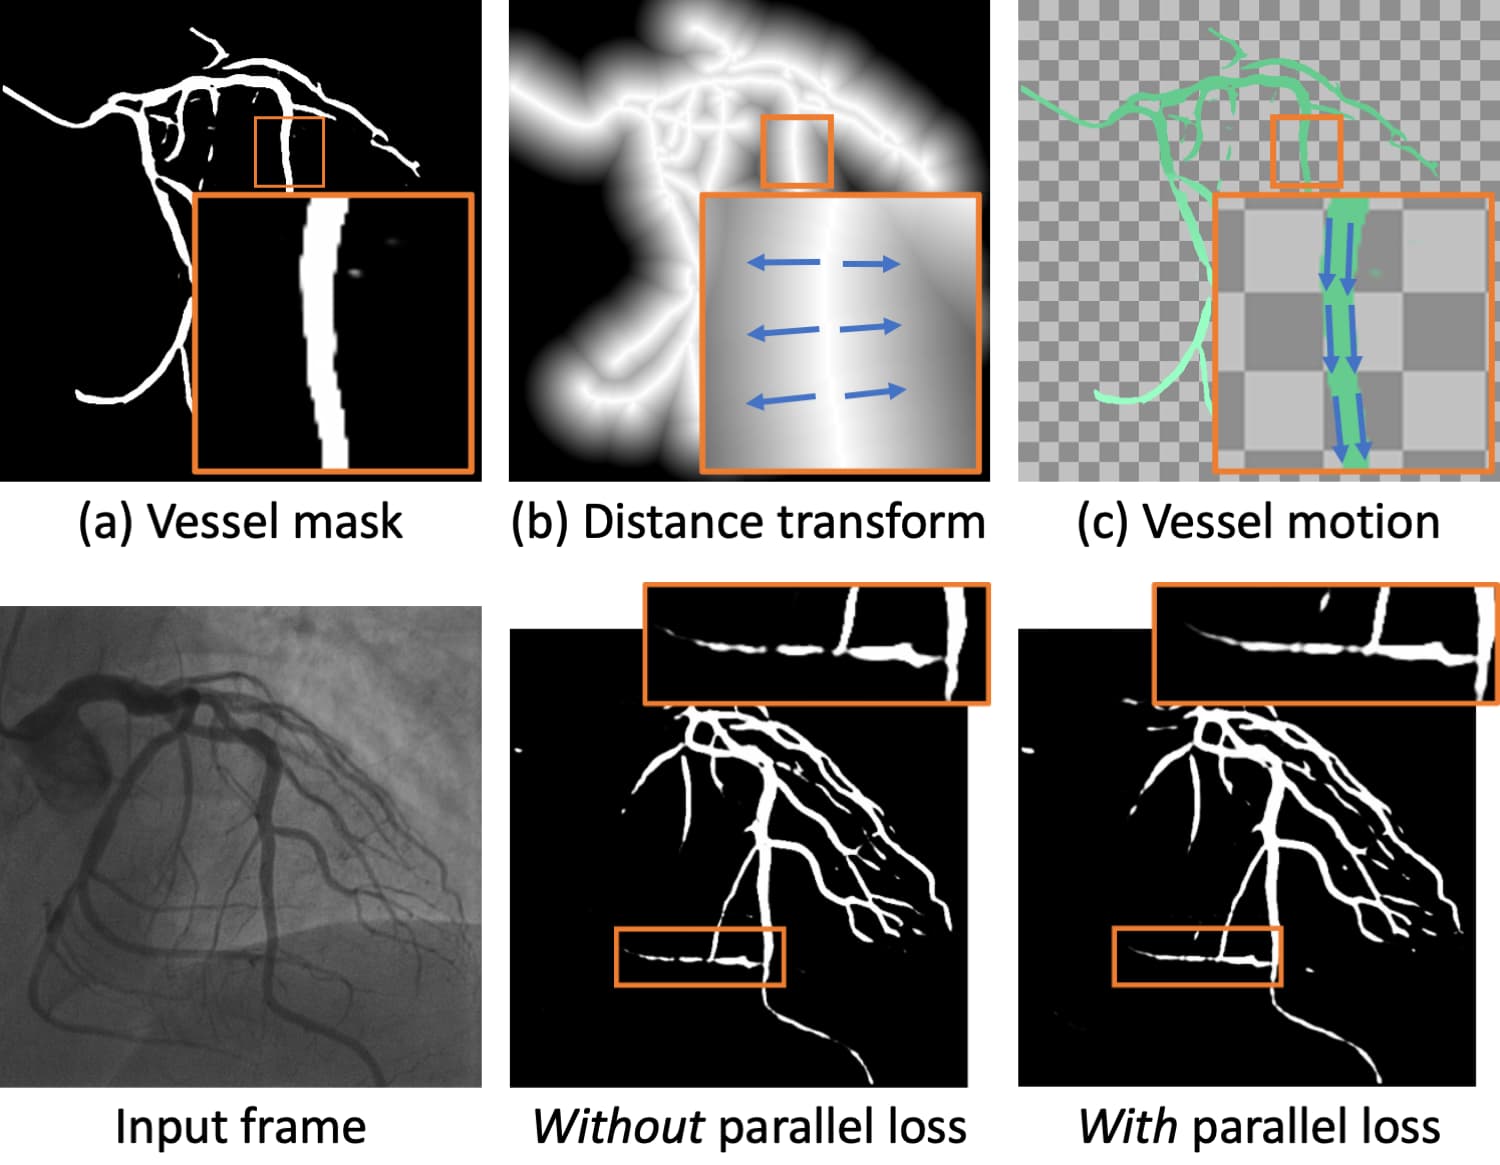 (a) Vessel mask
(b) Distance transform
(c) Vessel motion
Input frame
Without parallel loss
With parallel loss